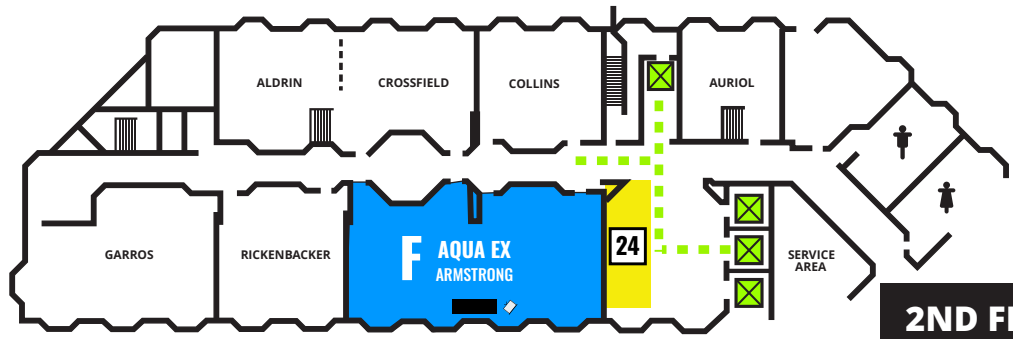 ALDRIN
CROSSFIELD
COLLINS
AURIOL
GARROS
RICKENBACKER
F
AQUA EX
ARMSTRONG
24
SERVICE
AREA
2ND